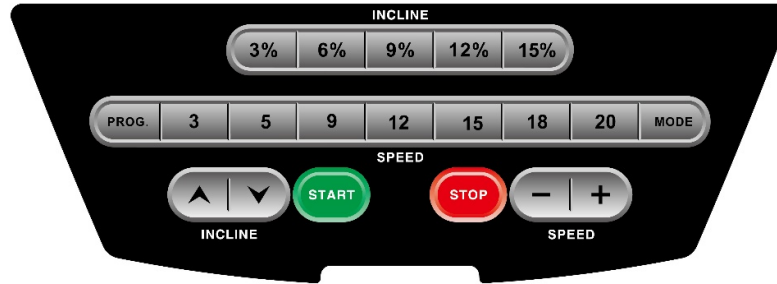 INCLINE
3% 6% 9% 12% 15%
PROG. 3 5 9 12 15 18 20 MODE
SPEED
START STOP − +
INCLINE SPEED